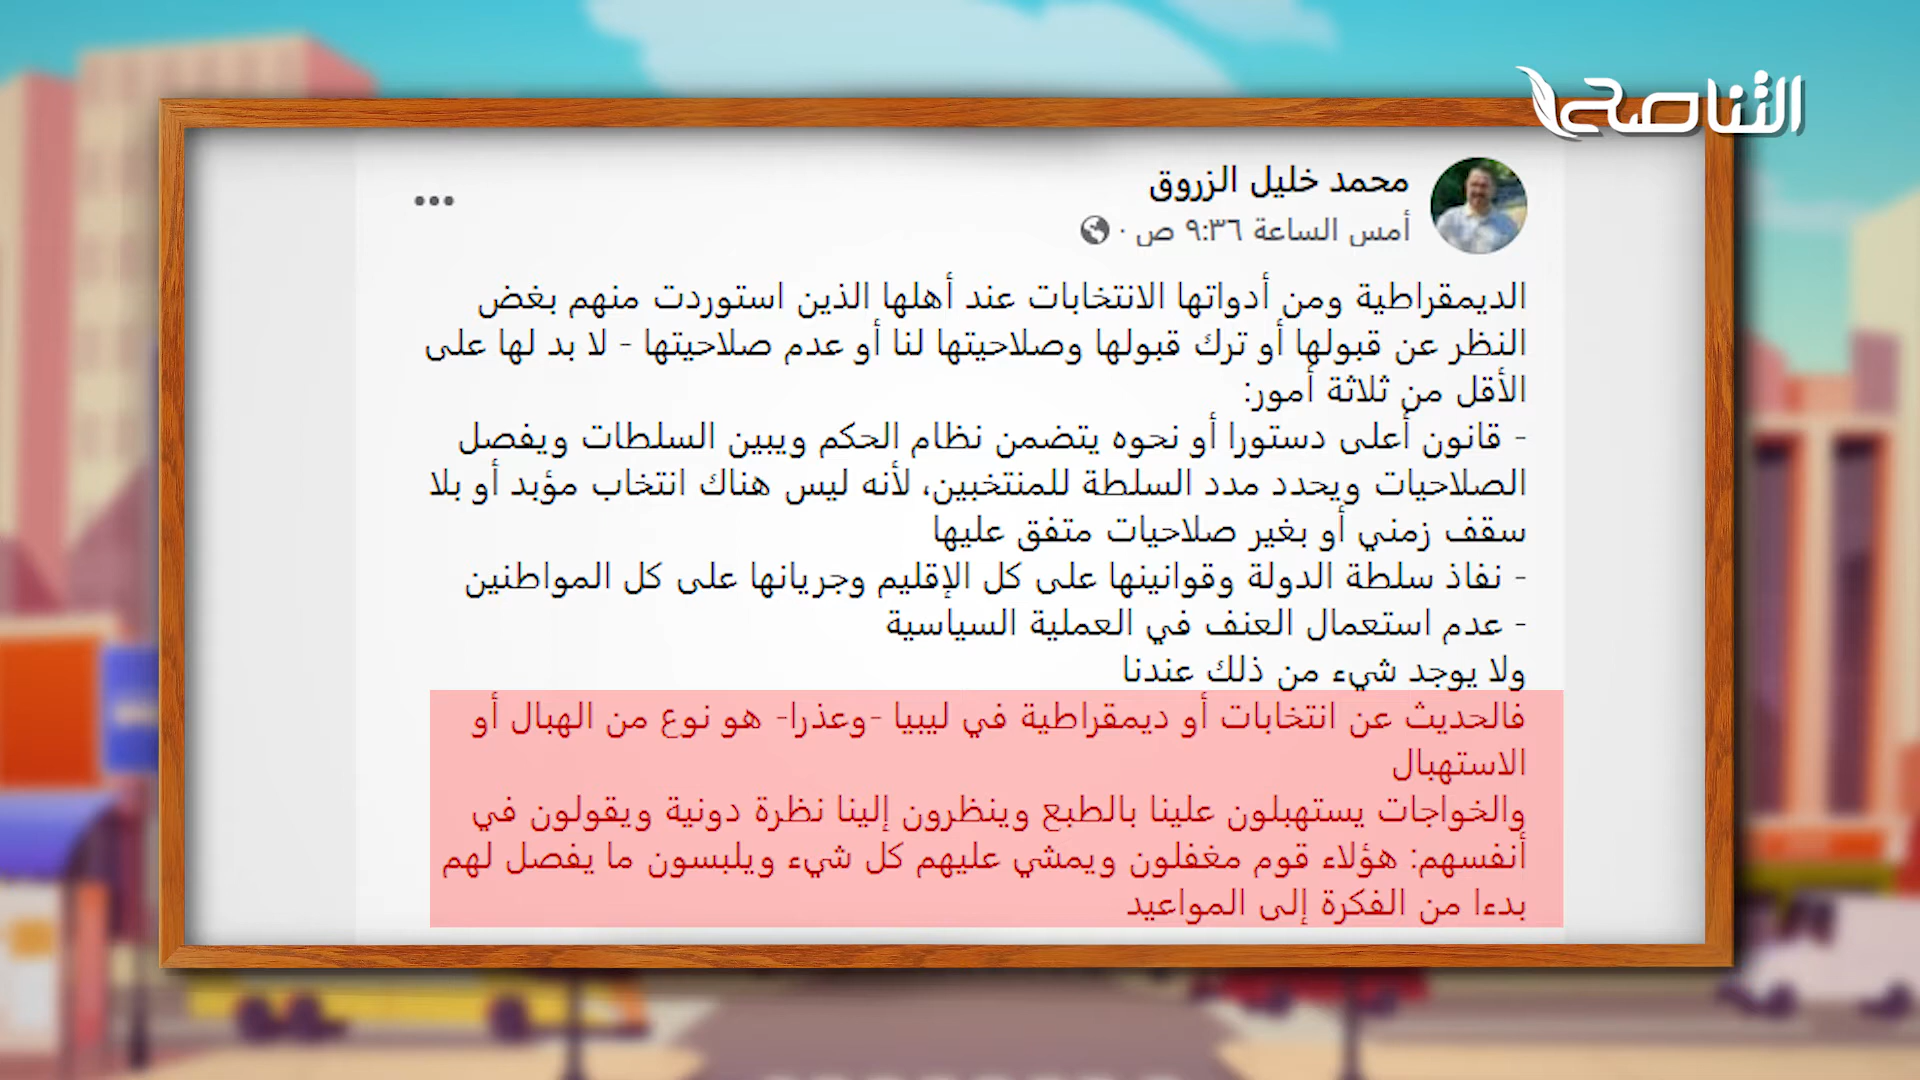 التناصح
محمد خليل الزروق
أمس الساعة ٩:٣٦ ص ·
الديمقراطية ومن أدواتها الانتخابات عند أهلها الذين استوردت منهم بغض
النظر عن قبولها أو ترك قبولها وصلاحيتها لنا أو عدم صلاحيتها - لا بد لها على
الأقل من ثلاثة أمور:
- قانون أعلى دستورا أو نحوه يتضمن نظام الحكم ويبين السلطات ويفصل
الصلاحيات ويحدد مدد السلطة للمنتخبين، لأنه ليس هناك انتخاب مؤبد أو بلا
سقف زمني أو بغير صلاحيات متفق عليها
- نفاذ سلطة الدولة وقوانينها على كل الإقليم وجريانها على كل المواطنين
- عدم استعمال العنف في العملية السياسية
ولا يوجد شيء من ذلك عندنا
فالحديث عن انتخابات أو ديمقراطية في ليبيا -وعذرا- هو نوع من الهبال أو
الاستهبال
والخواجات يستهبلون علينا بالطبع وينظرون إلينا نظرة دونية ويقولون في
أنفسهم: هؤلاء قوم مغفلون ويمشي عليهم كل شيء ويلبسون ما يفصل لهم
بدءا من الفكرة إلى المواعيد